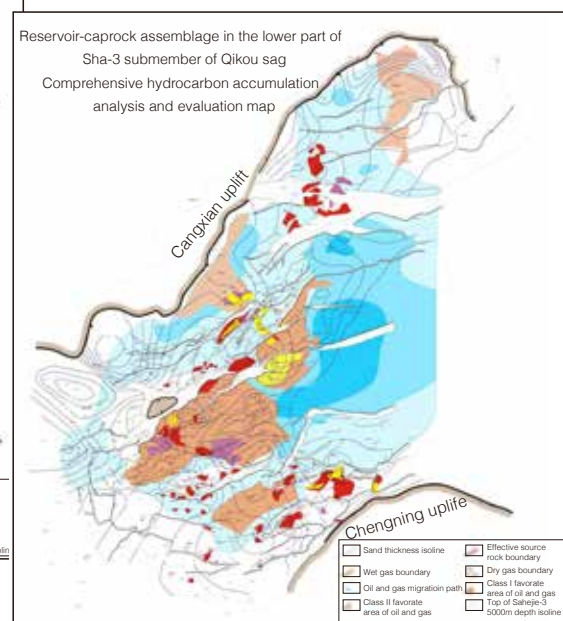 Reservoir-caprock assemblage in the lower part of
Sha-3 submember of Qikou sag
Comprehensive hydrocarbon accumulation
analysis and evaluation map
Cangxian uplift
Chengning uplife
Sand thickness isoline
Effective source
rock boundary
Wet gas boundary
Dry gas boundary
Oil and gas migratioin path
Class I favorate
area of oil and gas
Class II favorate
area of oil and gas
Top of Sahejie-3
5000m depth isoline